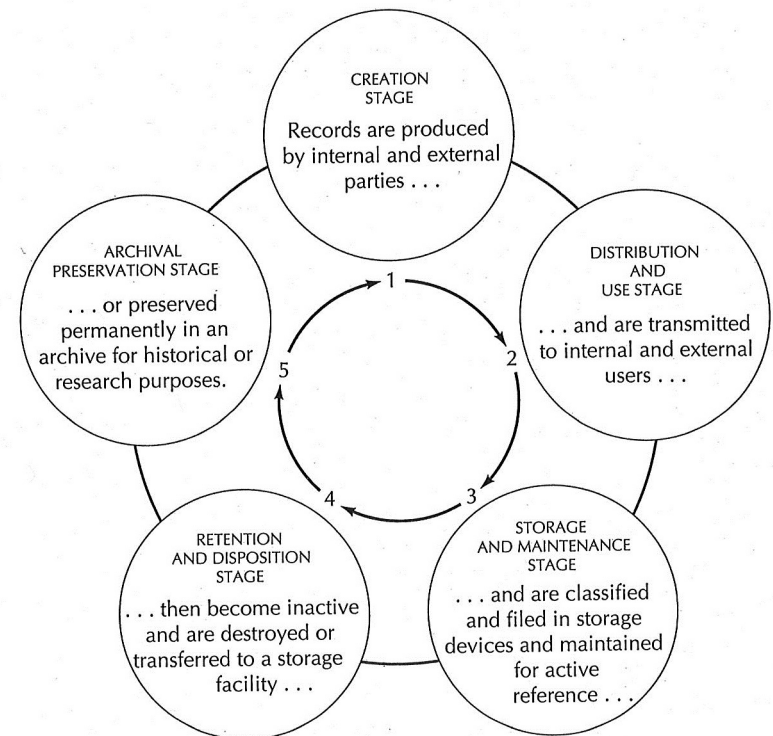 CREATION
STAGE
Records are produced
by internal and external
parties . . .
DISTRIBUTION
AND
USE STAGE
. . . and are transmitted
to internal and external
users . . .
STORAGE
AND MAINTENANCE
STAGE
. . . and are classified
and filed in storage
devices and maintained
for active
reference . . .
RETENTION
AND DISPOSITION
STAGE
. . . then become inactive
and are destroyed or
transferred to a storage
facility . . .
ARCHIVAL
PRESERVATION STAGE
. . . or preserved
permanently in an
archive for historical or
research purposes.
1
2
3
4
5